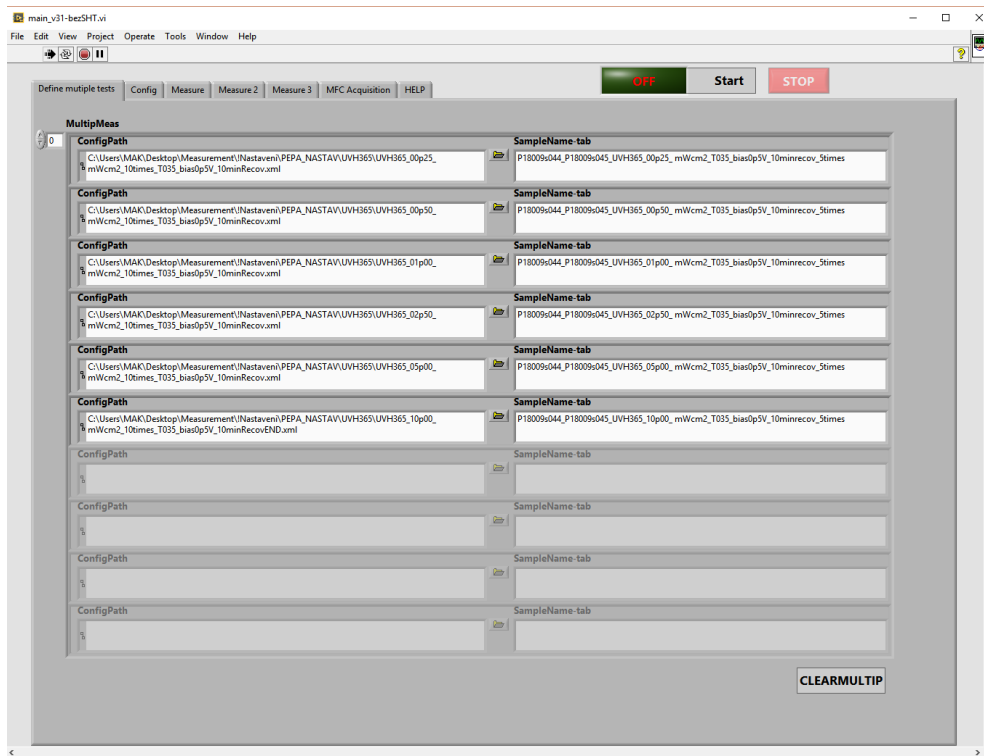 main_v31-bezSHT.vi
File Edit View Project Operate Tools Window Help
Define mutiple tests Config Measure Measure 2 Measure 3 MFC Acquisition HELP
OFF Start STOP
MultipMeas
0
ConfigPath SampleName-tab
C:\Users\MAK\Desktop\Measurement\!Nastaveni\PEPA_NASTAV\UVH365\UVH365_00p25_ P18009s044_P18009s045_UVH365_00p25_ mWcm2_T035_bias0p5V_10minrecov_5times
mWcm2_10times_T035_bias0p5V_10minRecov.xml
ConfigPath SampleName-tab
C:\Users\MAK\Desktop\Measurement\!Nastaveni\PEPA_NASTAV\UVH365\UVH365_00p50_ P18009s044_P18009s045_UVH365_00p50_ mWcm2_T035_bias0p5V_10minrecov_5times
mWcm2_10times_T035_bias0p5V_10minRecov.xml
ConfigPath SampleName-tab
C:\Users\MAK\Desktop\Measurement\!Nastaveni\PEPA_NASTAV\UVH365\UVH365_01p00_ P18009s044_P18009s045_UVH365_01p00_ mWcm2_T035_bias0p5V_10minrecov_5times
mWcm2_10times_T035_bias0p5V_10minRecov.xml
ConfigPath SampleName-tab
C:\Users\MAK\Desktop\Measurement\!Nastaveni\PEPA_NASTAV\UVH365\UVH365_02p50_ P18009s044_P18009s045_UVH365_02p50_ mWcm2_T035_bias0p5V_10minrecov_5times
mWcm2_10times_T035_bias0p5V_10minRecov.xml
ConfigPath SampleName-tab
C:\Users\MAK\Desktop\Measurement\!Nastaveni\PEPA_NASTAV\UVH365\UVH365_05p00_ P18009s044_P18009s045_UVH365_05p00_ mWcm2_T035_bias0p5V_10minrecov_5times
mWcm2_10times_T035_bias0p5V_10minRecov.xml
ConfigPath SampleName-tab
C:\Users\MAK\Desktop\Measurement\!Nastaveni\PEPA_NASTAV\UVH365\UVH365_10p00_ P18009s044_P18009s045_UVH365_10p00_ mWcm2_T035_bias0p5V_10minrecov_5times
mWcm2_10times_T035_bias0p5V_10minRecovEND.xml
ConfigPath SampleName-tab
ConfigPath SampleName-tab
ConfigPath SampleName-tab
ConfigPath SampleName-tab
CLEARMULTIP